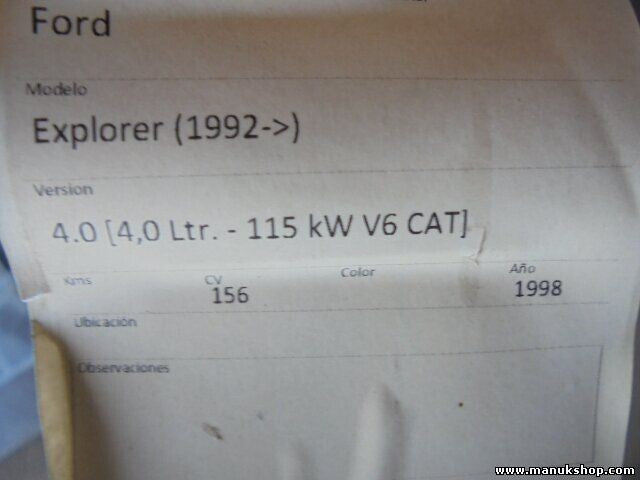 Ford
Modelo
Explorer (1992->)
Version
4.0 [4,0 Ltr. - 115 kW V6 CAT]
Kms CV Color Año
156 1998
Ubicación
Observaciones
www.manukshop.com